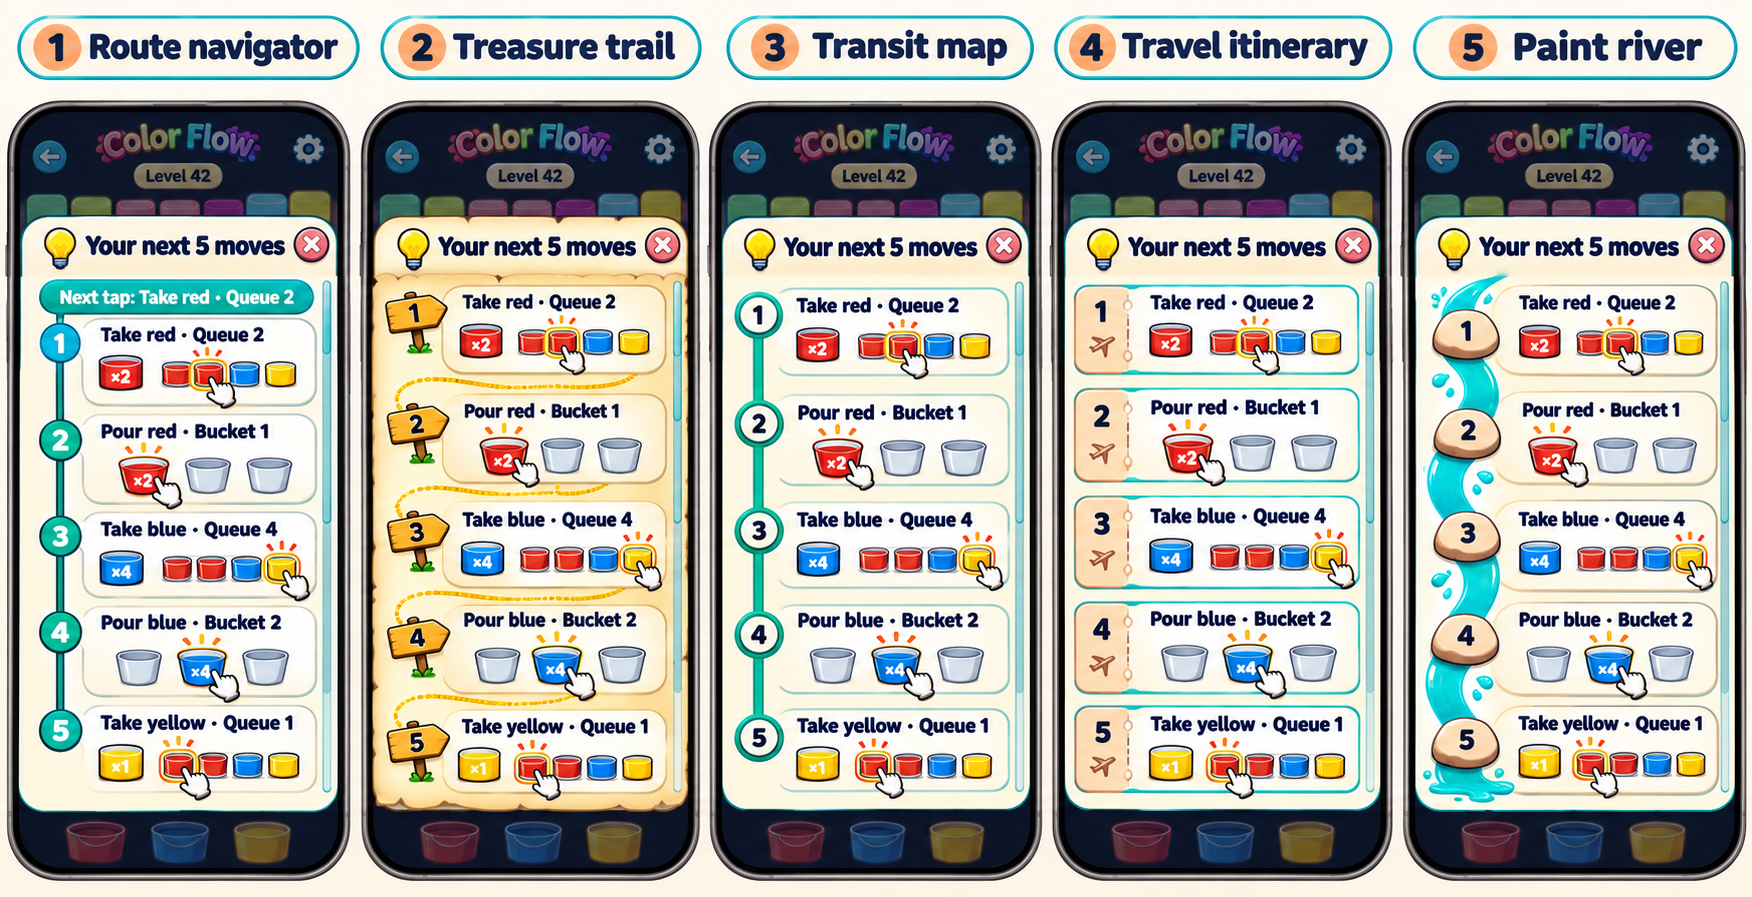 1 Route navigator
Color Flow
Level 42
Your next 5 moves
Next tap: Take red • Queue 2
1
Take red • Queue 2
×2
2
Pour red • Bucket 1
×2
3
Take blue • Queue 4
×4
4
Pour blue • Bucket 2
×4
5
Take yellow • Queue 1
×1
2 Treasure trail
Color Flow
Level 42
Your next 5 moves
1
Take red • Queue 2
×2
2
Pour red • Bucket 1
×2
3
Take blue • Queue 4
×4
4
Pour blue • Bucket 2
×4
5
Take yellow • Queue 1
×1
3 Transit map
Color Flow
Level 42
Your next 5 moves
1
Take red • Queue 2
×2
2
Pour red • Bucket 1
×2
3
Take blue • Queue 4
×4
4
Pour blue • Bucket 2
×4
5
Take yellow • Queue 1
×1
4 Travel itinerary
Color Flow
Level 42
Your next 5 moves
1
Take red • Queue 2
×2
2
Pour red • Bucket 1
×2
3
Take blue • Queue 4
×4
4
Pour blue • Bucket 2
×4
5
Take yellow • Queue 1
×1
5 Paint river
Color Flow
Level 42
Your next 5 moves
1
Take red • Queue 2
×2
2
Pour red • Bucket 1
×2
3
Take blue • Queue 4
×4
4
Pour blue • Bucket 2
×4
5
Take yellow • Queue 1
×1